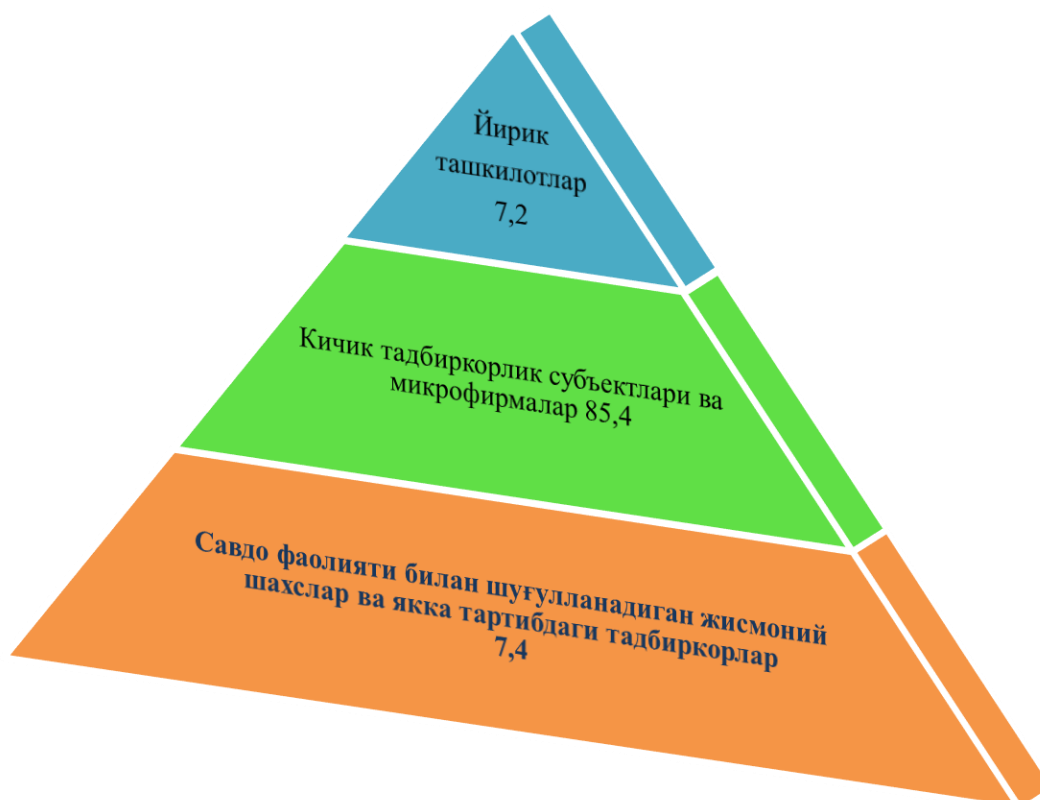 Йирик
ташкилотлар
7,2
Кичик тадбиркорлик субъектлари ва
микрофирмалар 85,4
Савдо фаолияти билан шуғулланадиган жисмоний
шахслар ва якка тартибдаги тадбиркорлар
7,4